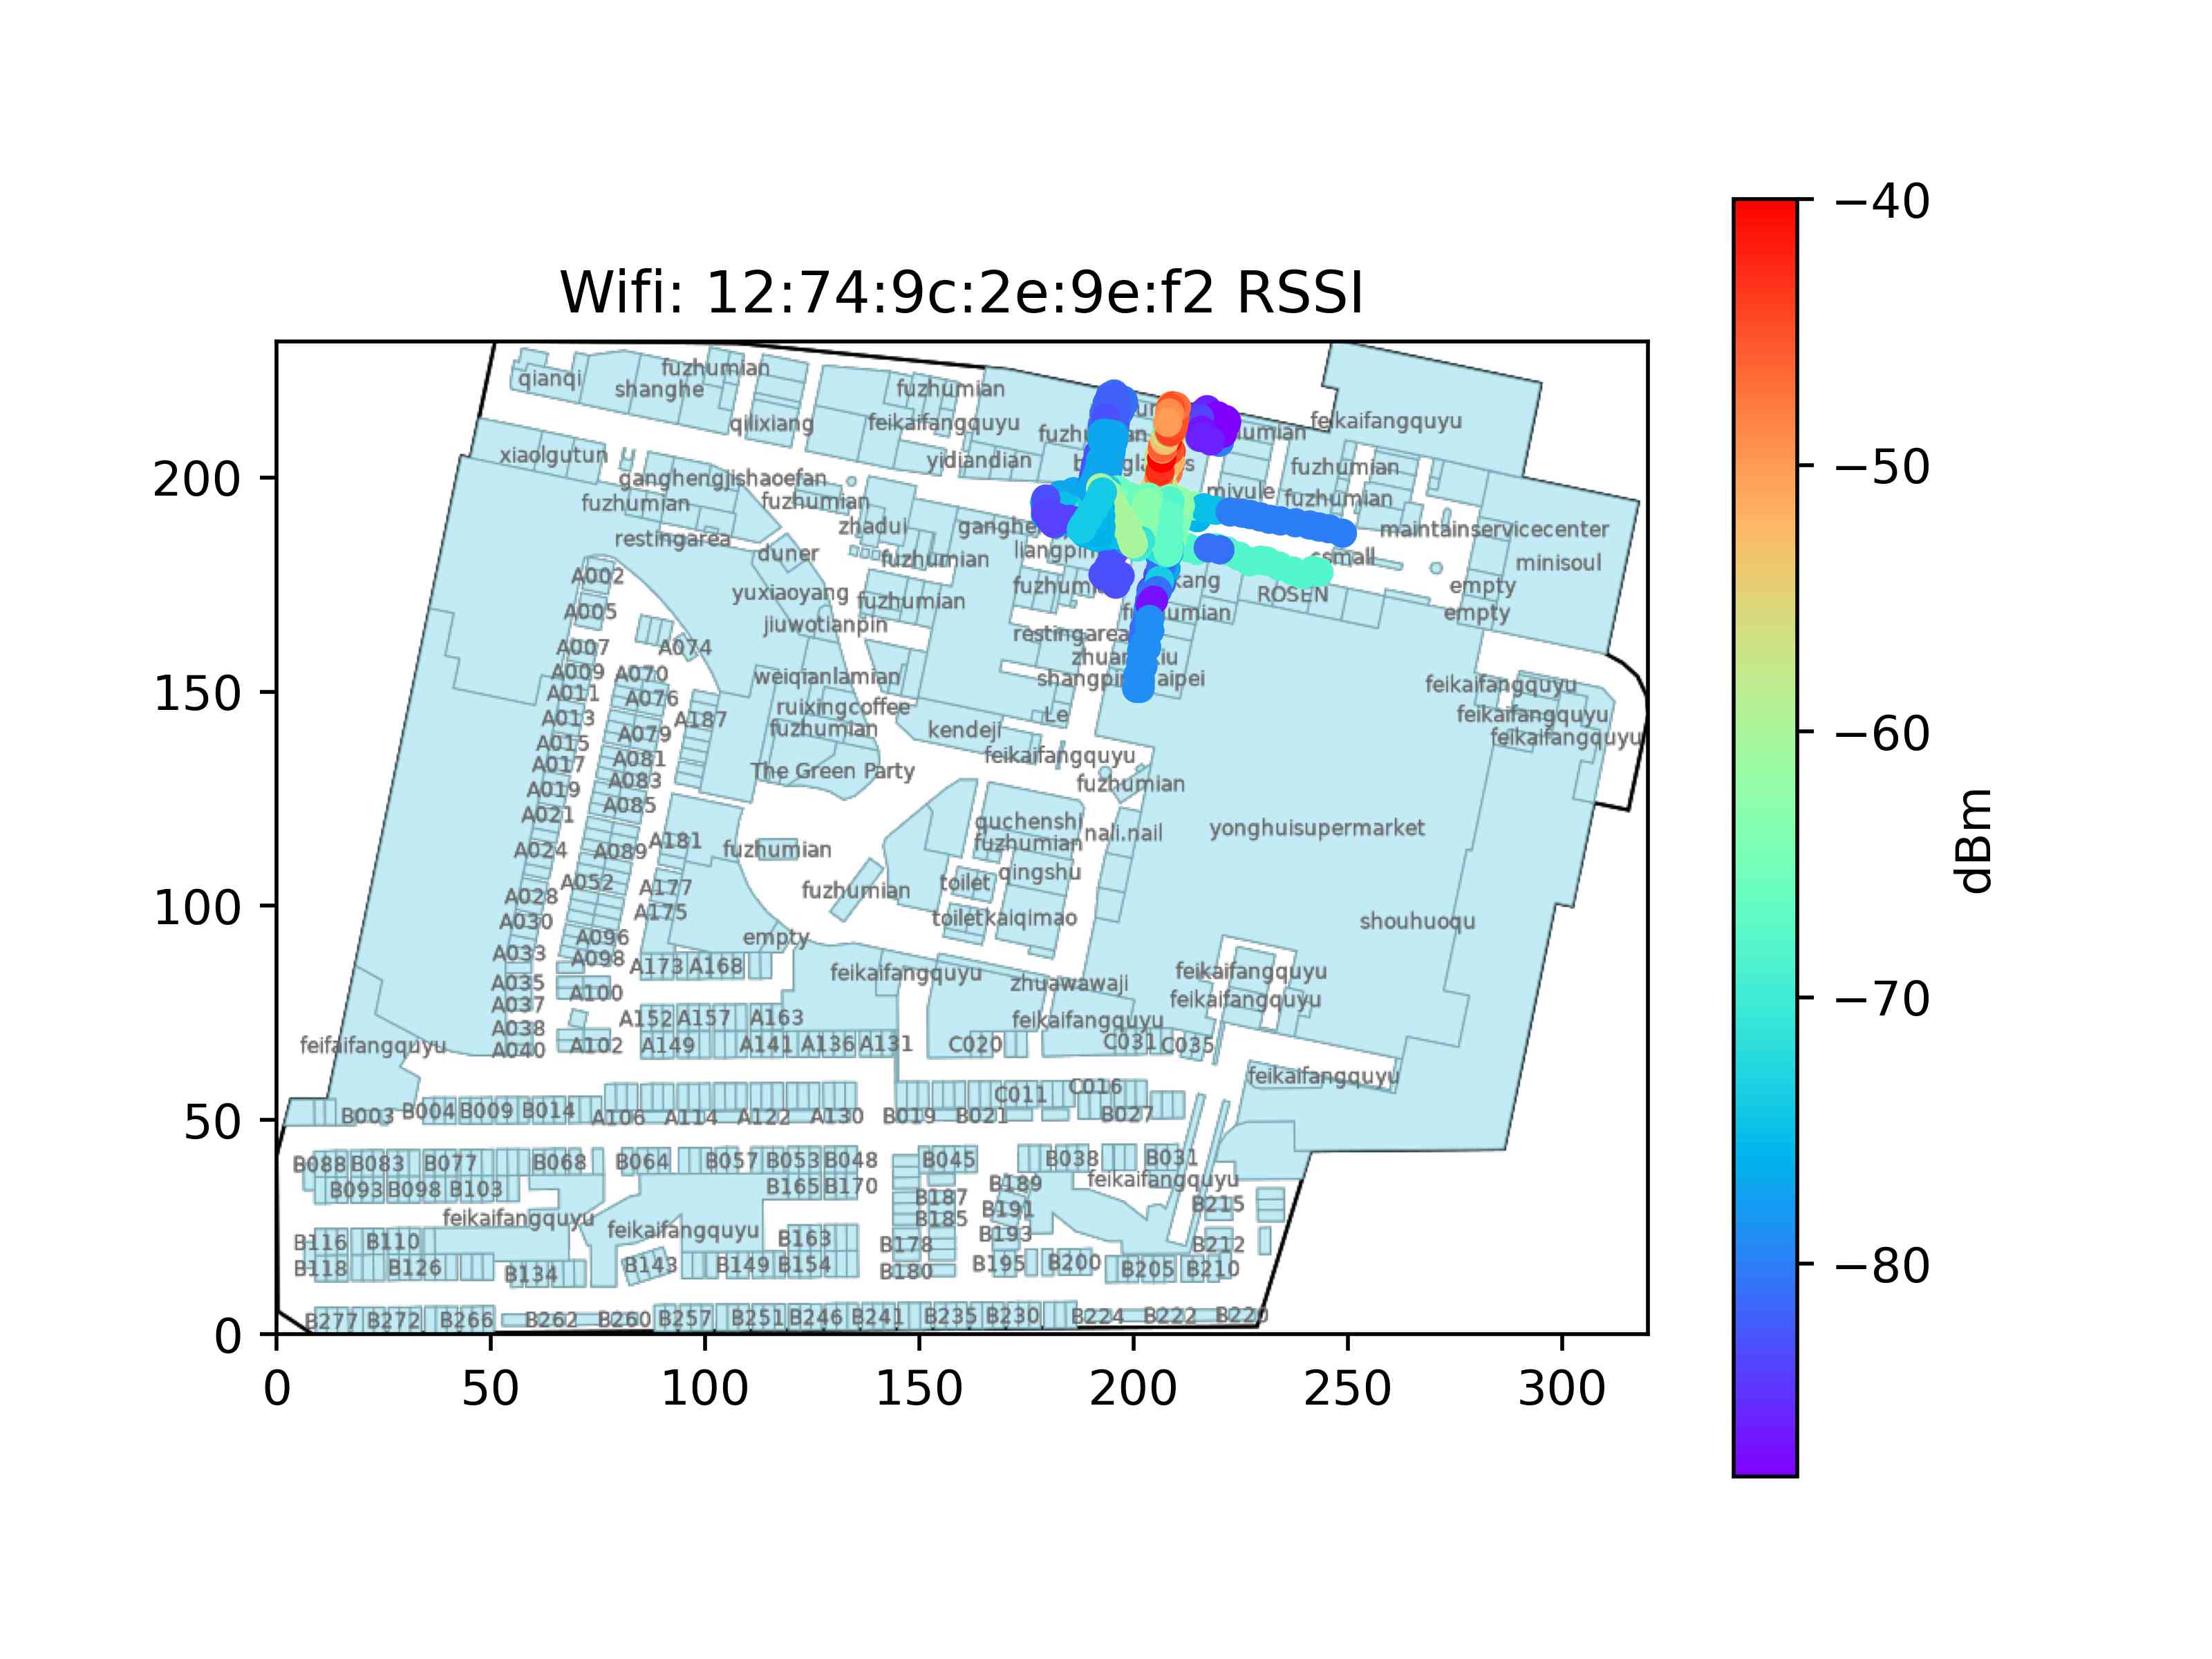 Wifi: 12:74:9c:2e:9e:f2 RSSI
−40
−50
−60
−70
−80
dBm
200
150
100
50
0
0 50 100 150 200 250 300
qianqi
shanghe
fuzhumian
qilixiang
fuzhumian
feikaifangquyu
feikaifangquyu
xiaolgutun
yidiandian
fuzhumian
ganghengjishaoefan
fuzhumian
fuzhumian
miyule
fuzhumian
zhadui
restingarea
duner
fuzhumian
maintainservicecenter
minisoul
A002
yuxiaoyang
fuzhumian
ROSEN
empty
empty
A005
jiuwotianpin
restingarea
A007
A074
A009
A070
weiqianlamian
A011
A076
ruixingcoffee
feikaifangquyu
A013
A187
fuzhumian
kendeji
Le
feikaifangquyu
A015
A079
feikaifangquyu
feikaifangquyu
A017
A081
The Green Party
A019
A083
fuzhumian
A021
A085
quchenshi
nali.nail
yonghuisupermarket
A024
A089
A181
fuzhumian
fuzhumian
A028
A052
A177
fuzhumian
toilet
qingshu
A030
A175
toilet
kaiqimao
shouhuoqu
A033
A096
empty
A098
A173
A168
feikaifangquyu
zhuawawaji
feikaifangquyu
A035
A100
feikaifangquyu
A037
A152
A157
A163
feikaifangquyu
A038
feifaifangquyu
A040
A102
A149
A141
A136
A131
C020
C031
C035
feikaifangquyu
B003
B004
B009
B014
A106
A114
A122
A130
B019
B021
C011
C016
B027
B088
B083
B077
B068
B064
B057
B053
B048
B045
B038
B031
B093
B098
B103
B165
B170
B187
B189
feikaifangquyu
feikaifangquyu
feikaifangquyu
B185
B191
B215
B116
B110
B163
B178
B193
B212
B118
B126
B134
B143
B149
B154
B180
B195
B200
B205
B210
B277
B272
B266
B262
B260
B257
B251
B246
B241
B235
B230
B224
B222
B220